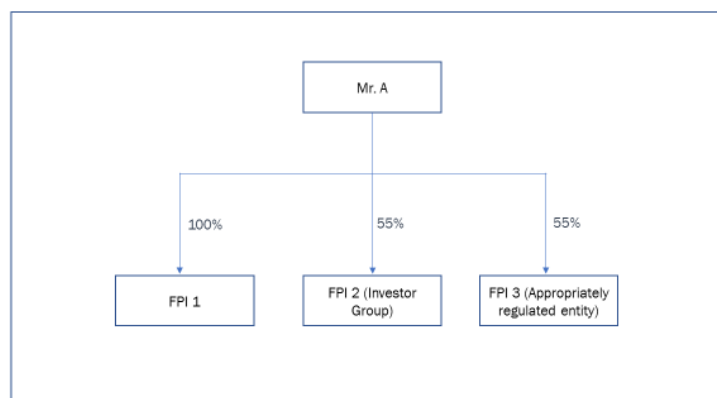 Mr. A
100%
55%
55%
FPI 1
FPI 2 (Investor
Group)
FPI 3 (Appropriately
regulated entity)